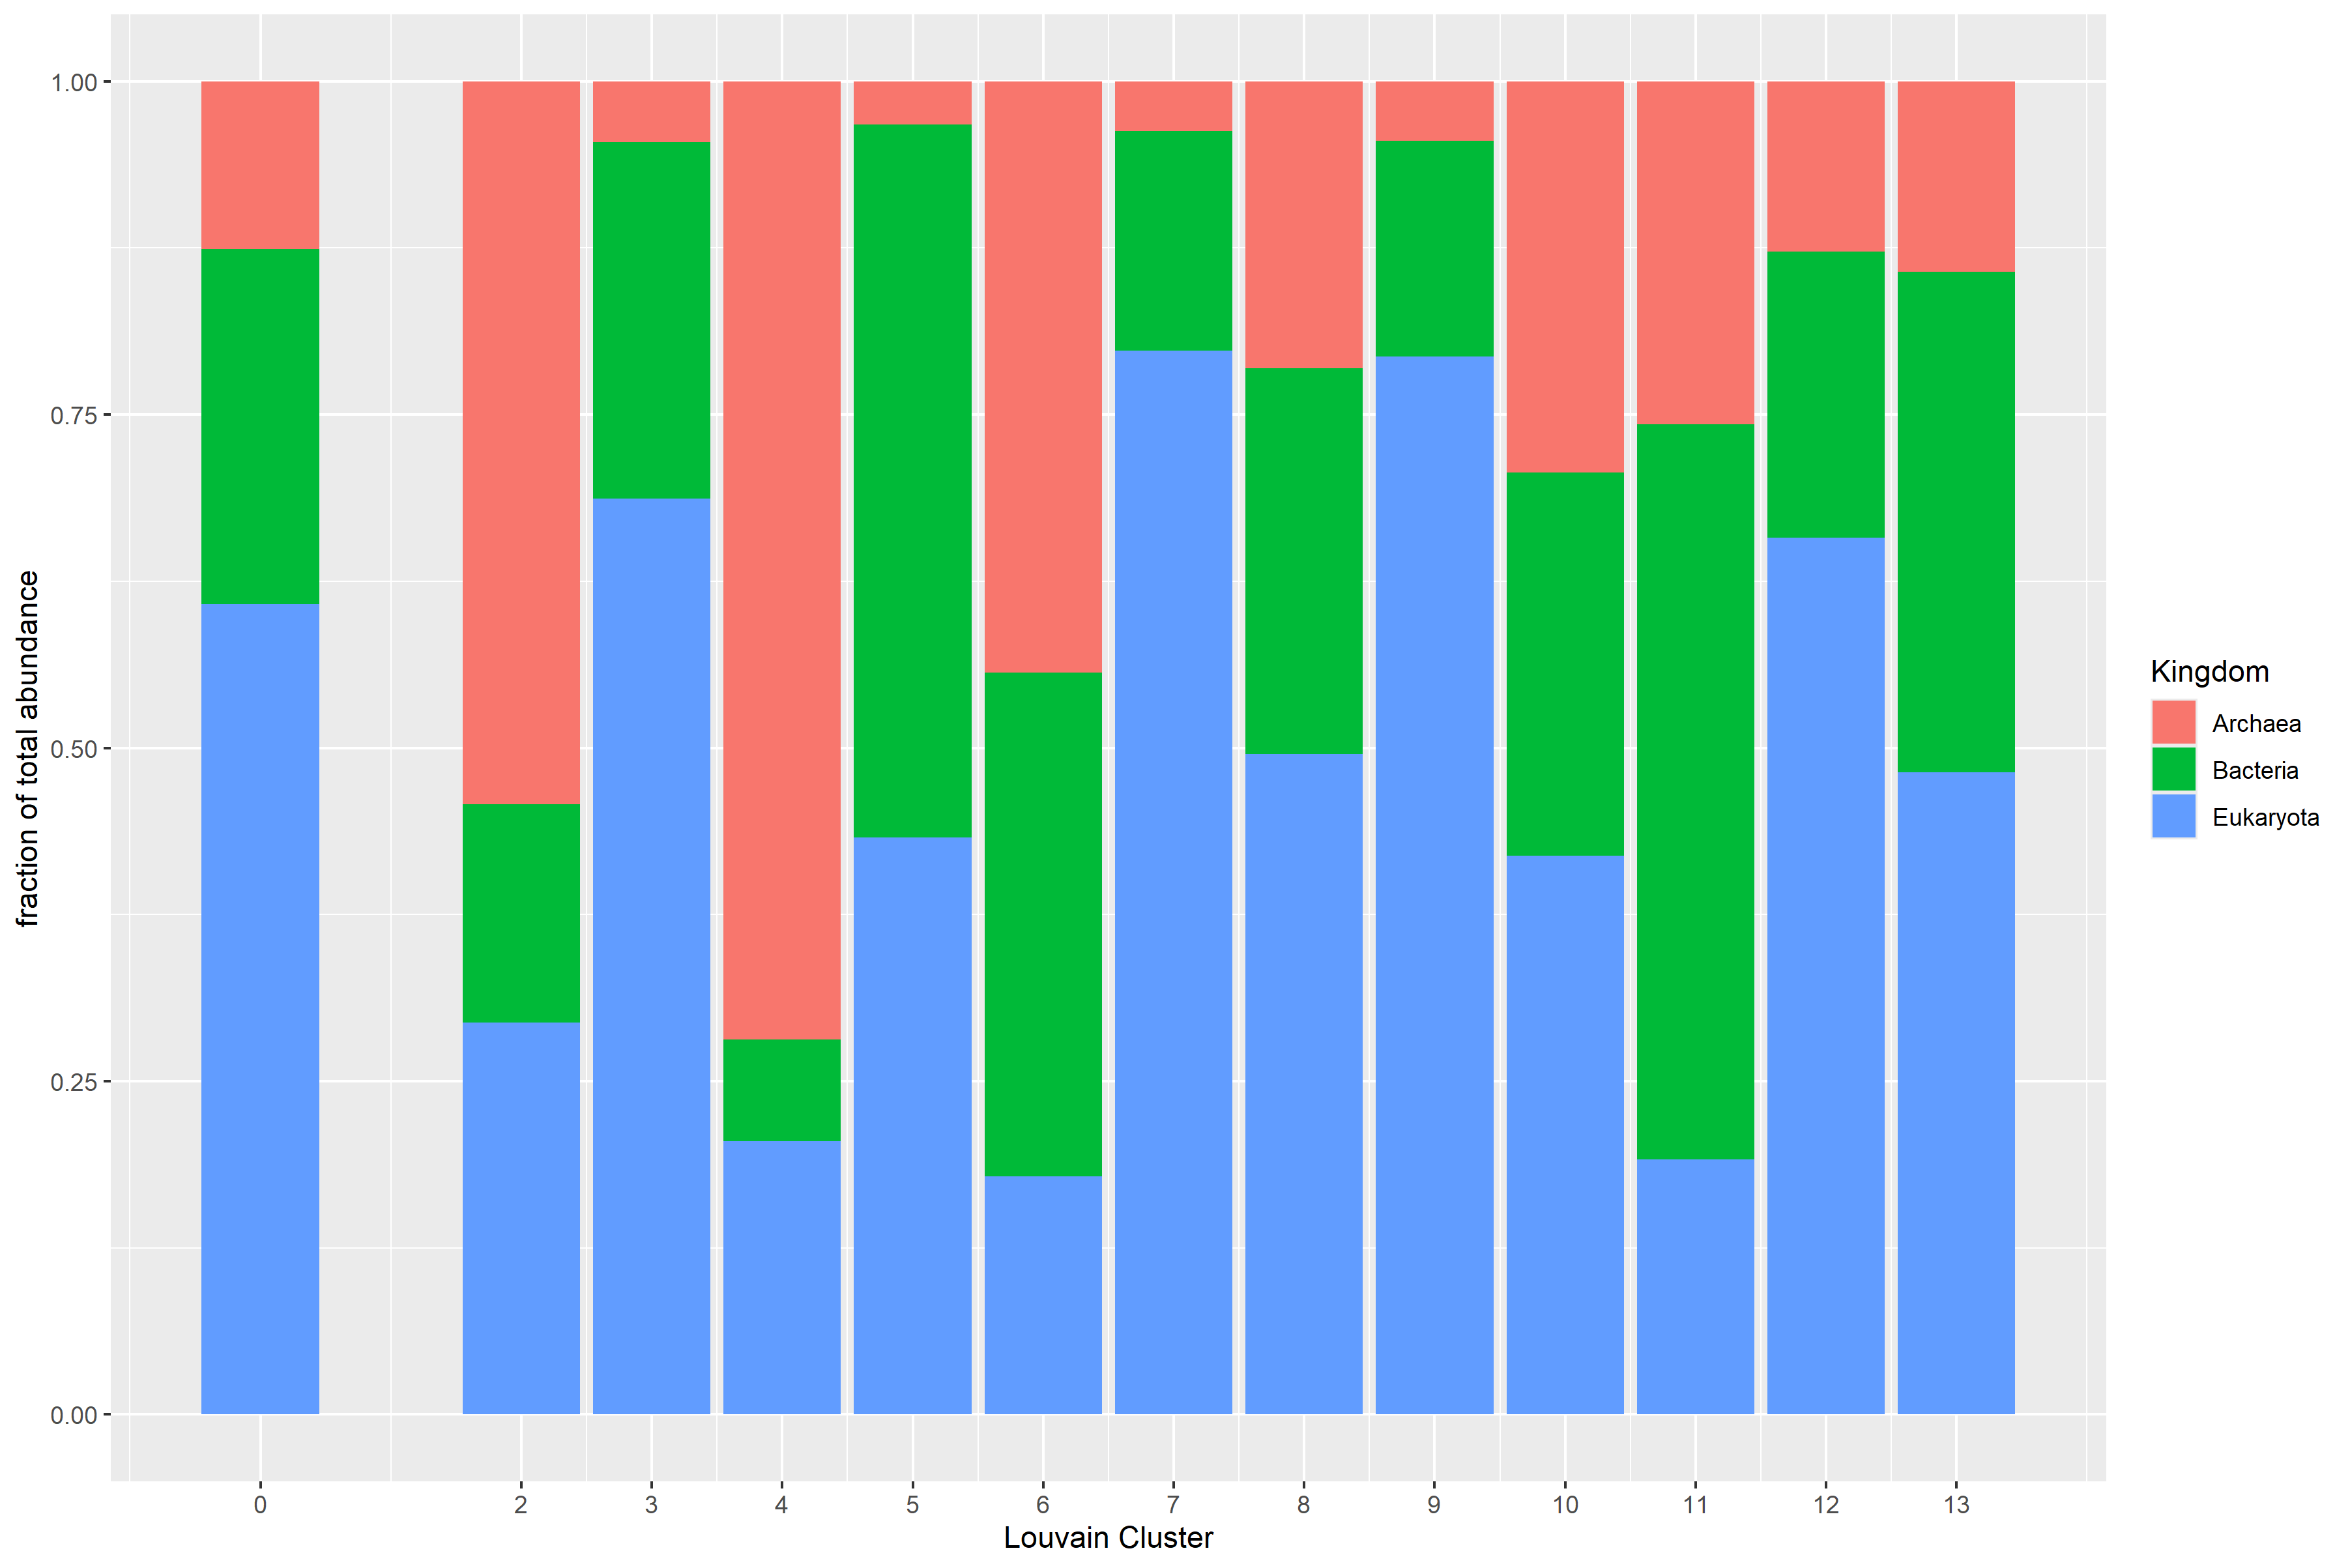 1.00
0.75
0.50
0.25
0.00
fraction of total abundance
0 2 3 4 5 6 7 8 9 10 11 12 13
Louvain Cluster
Kingdom
Archaea
Bacteria
Eukaryota